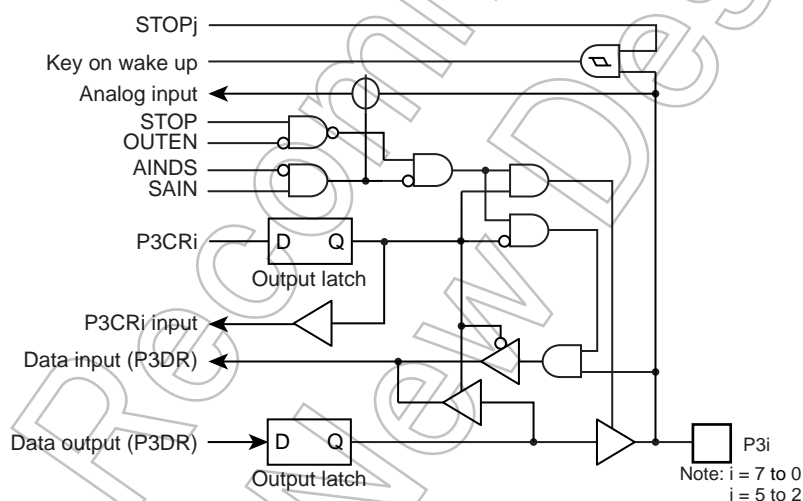 STOPj
Key on wake up
Analog input
STOP
OUTEN
AINDS
SAIN
P3CRi
D Q
Output latch
P3CRi input
Data input (P3DR)
Data output (P3DR)
D Q
Output latch
P3i
Note: i = 7 to 0
i = 5 to 2